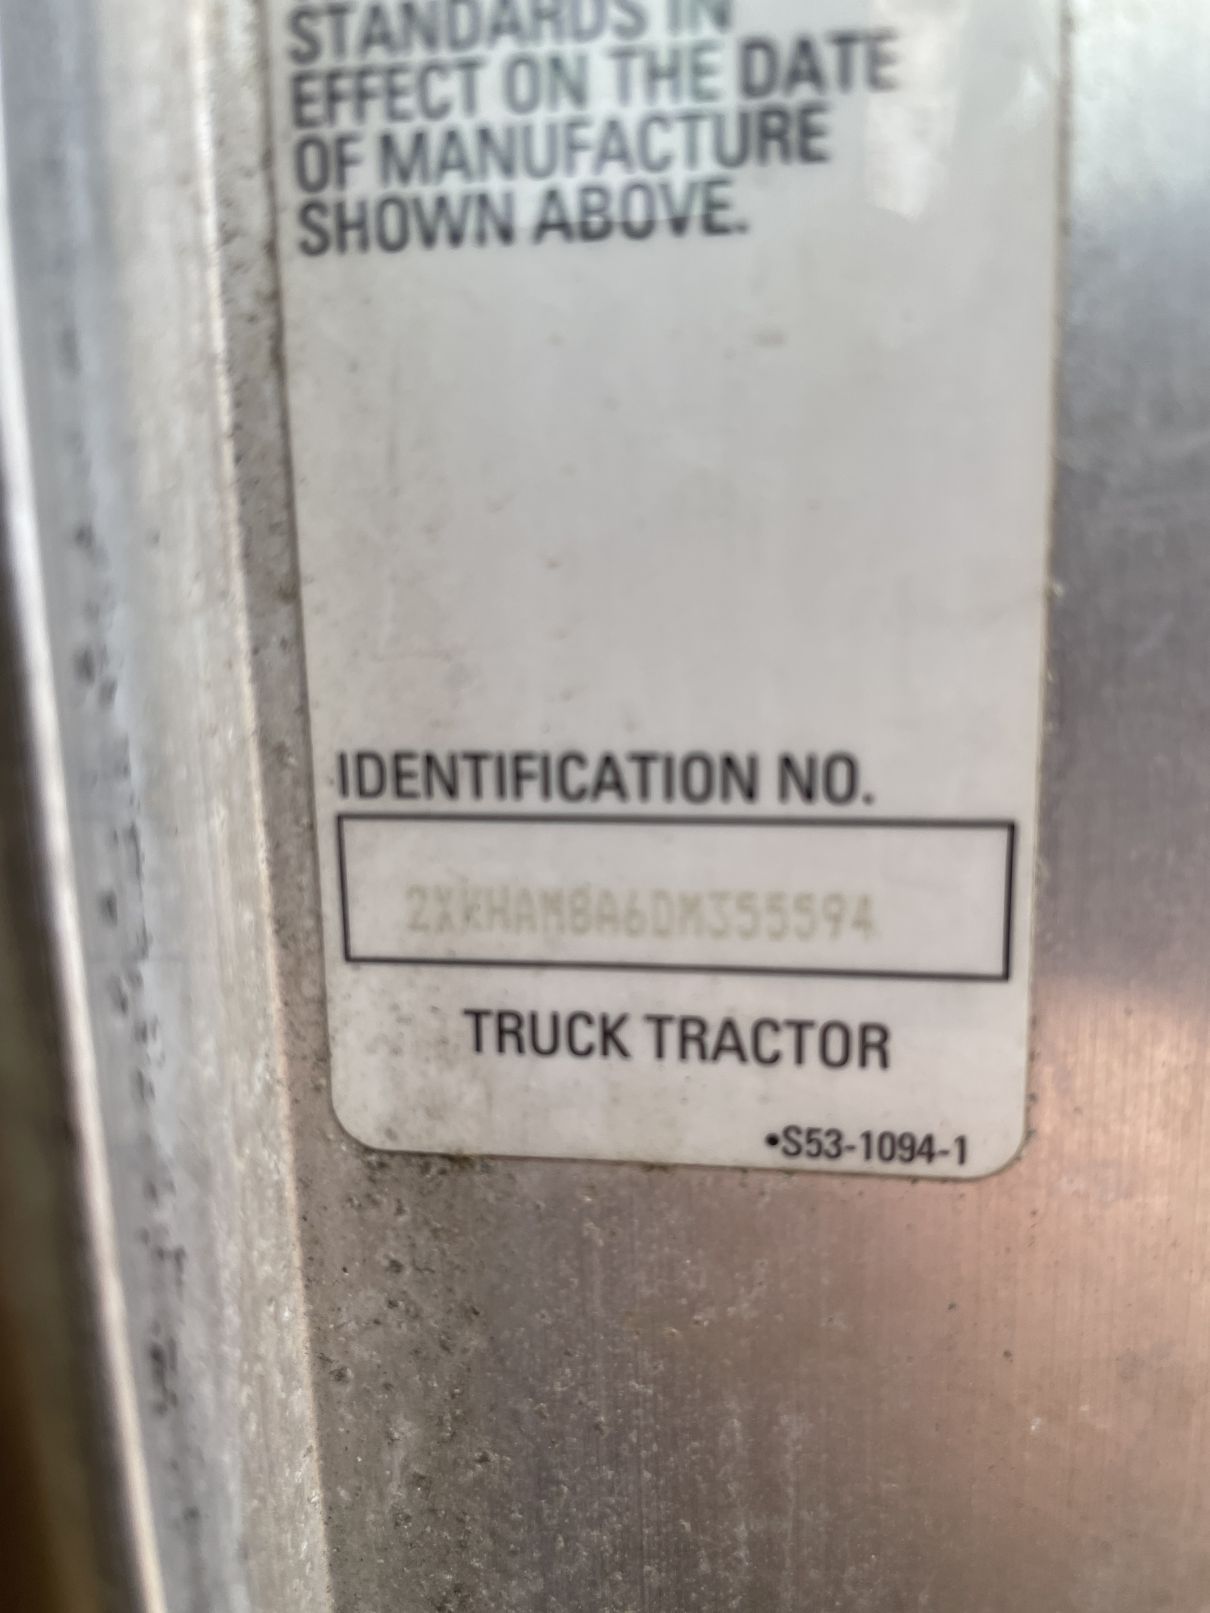 STANDARDS IN
EFFECT ON THE DATE
OF MANUFACTURE
SHOWN ABOVE.
IDENTIFICATION NO.
2XKHAM8A6DM355594
TRUCK TRACTOR
•S53-1094-1